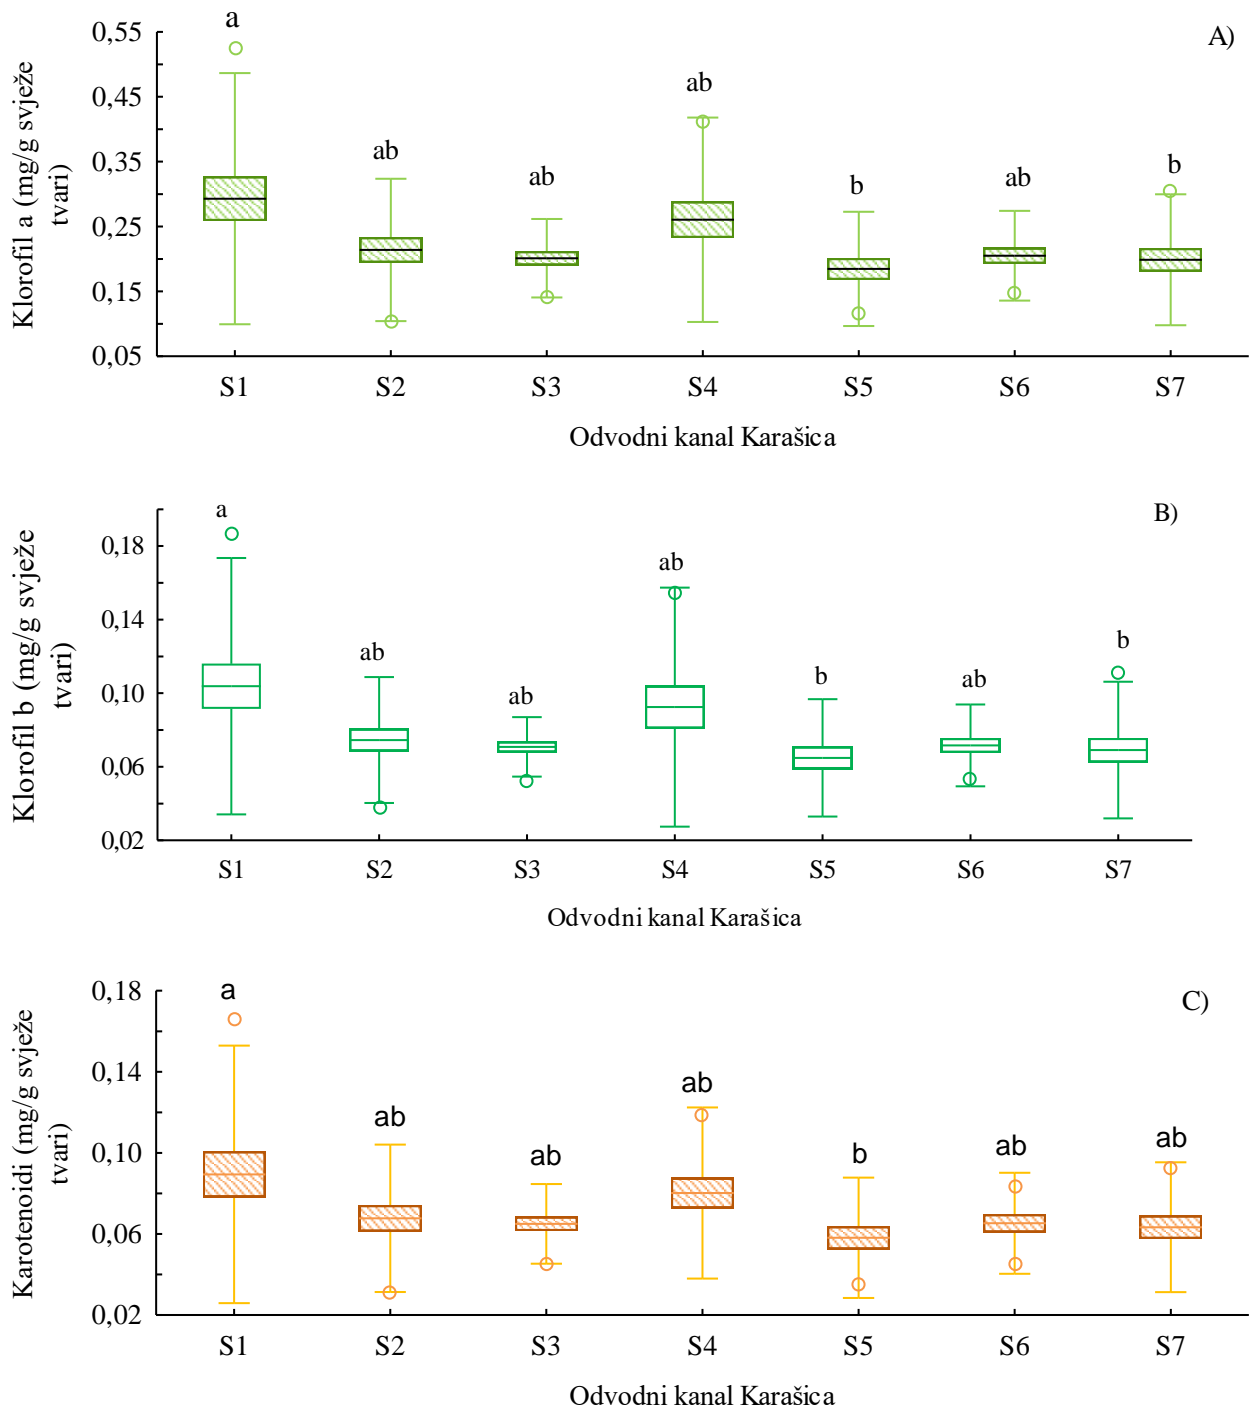 A)
Klorofil a (mg/g svježe
tvari)
0,55
0,45
0,35
0,25
0,15
0,05
a
ab
ab
ab
b
ab
b
S1 S2 S3 S4 S5 S6 S7
Odvodni kanal Karašica
B)
Klorofil b (mg/g svježe
tvari)
0,18
0,14
0,10
0,06
0,02
a
ab
ab
ab
b
ab
b
S1 S2 S3 S4 S5 S6 S7
Odvodni kanal Karašica
C)
Karotenoidi (mg/g svježe
tvari)
0,18
0,14
0,10
0,06
0,02
a
ab
ab
ab
b
ab
ab
S1 S2 S3 S4 S5 S6 S7
Odvodni kanal Karašica